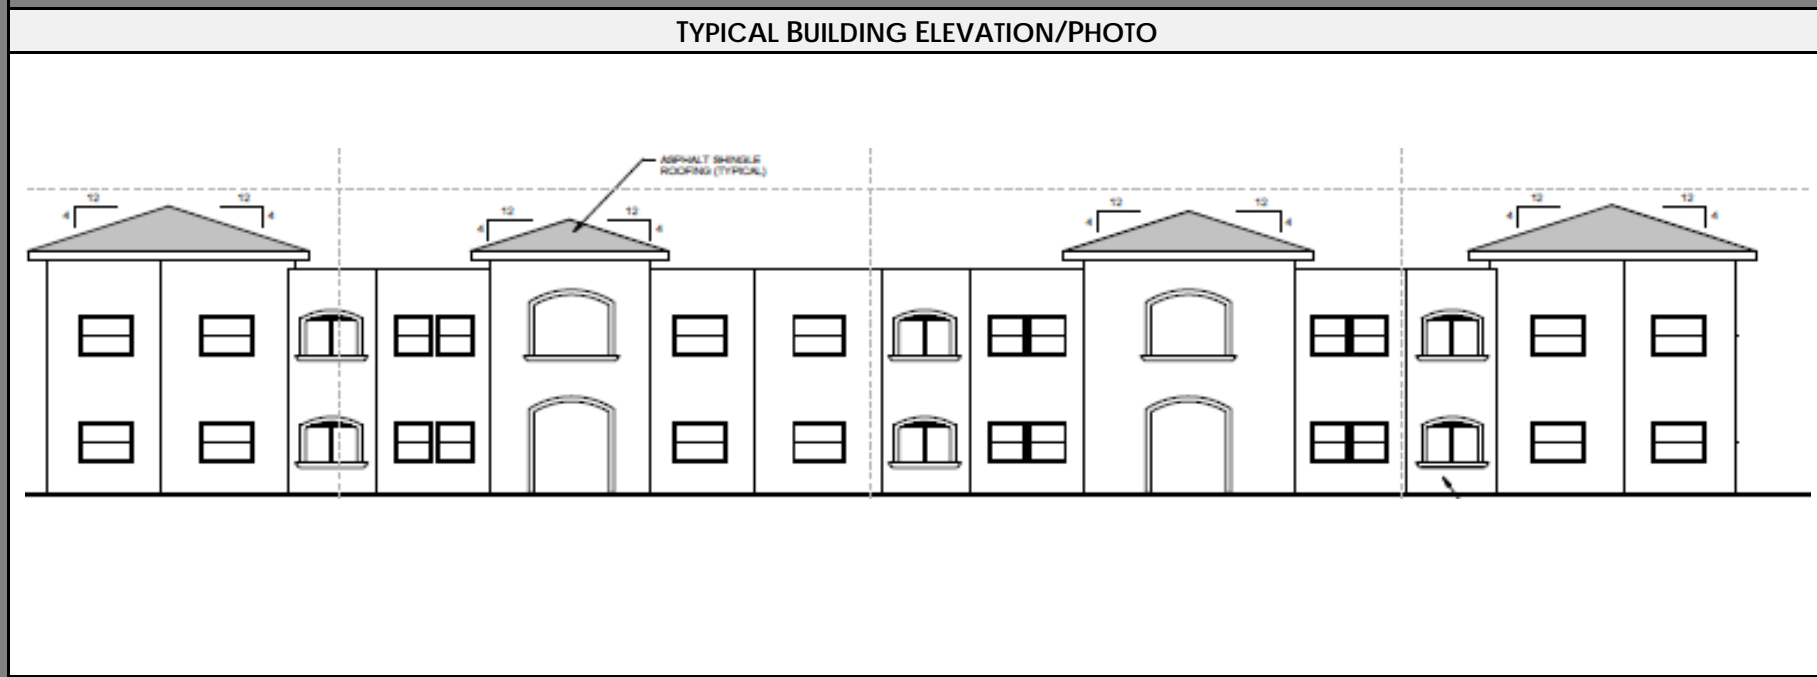 TYPICAL BUILDING ELEVATION/PHOTO
ASPHALT SHINGLE
ROOFING (TYPICAL)
12 12 12 12 12 12 12 12
4 4 4 4 4 4 4 4